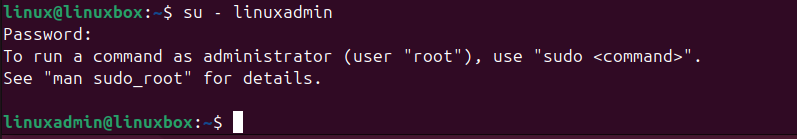 linux@linuxbox:~$ su - linuxadmin
Password:
To run a command as administrator (user "root"), use "sudo <command>".
See "man sudo_root" for details.

linuxadmin@linuxbox:~$